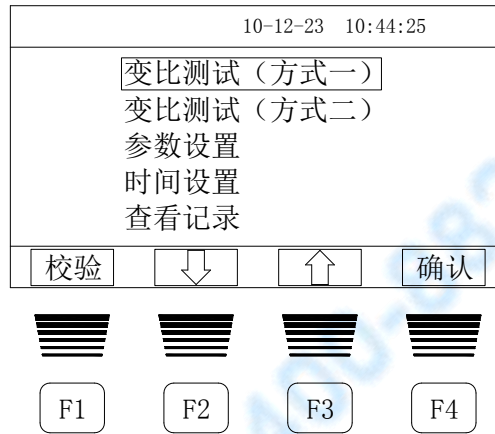 10-12-23 10:44:25
变比测试（方式一）
变比测试（方式二）
参数设置
时间设置
查看记录
校验 确认
F1 F2 F3 F4